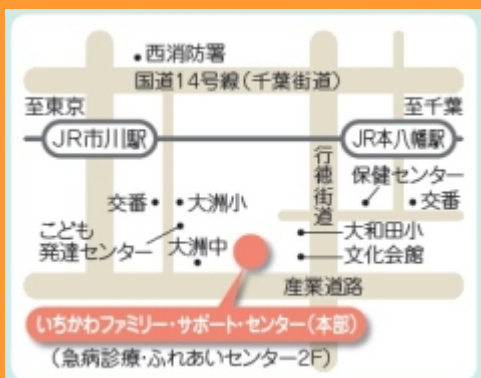 西消防署
国道14号線(千葉街道)
至東京
至千葉
JR市川駅
JR本八幡駅
行徳街道
保健センター
交番
大洲小
交番
こども
発達センター
大洲中
大和田小
文化会館
産業道路
いちかわファミリー・サポート・センター(本部)
(急病診療・ふれあいセンター2F)